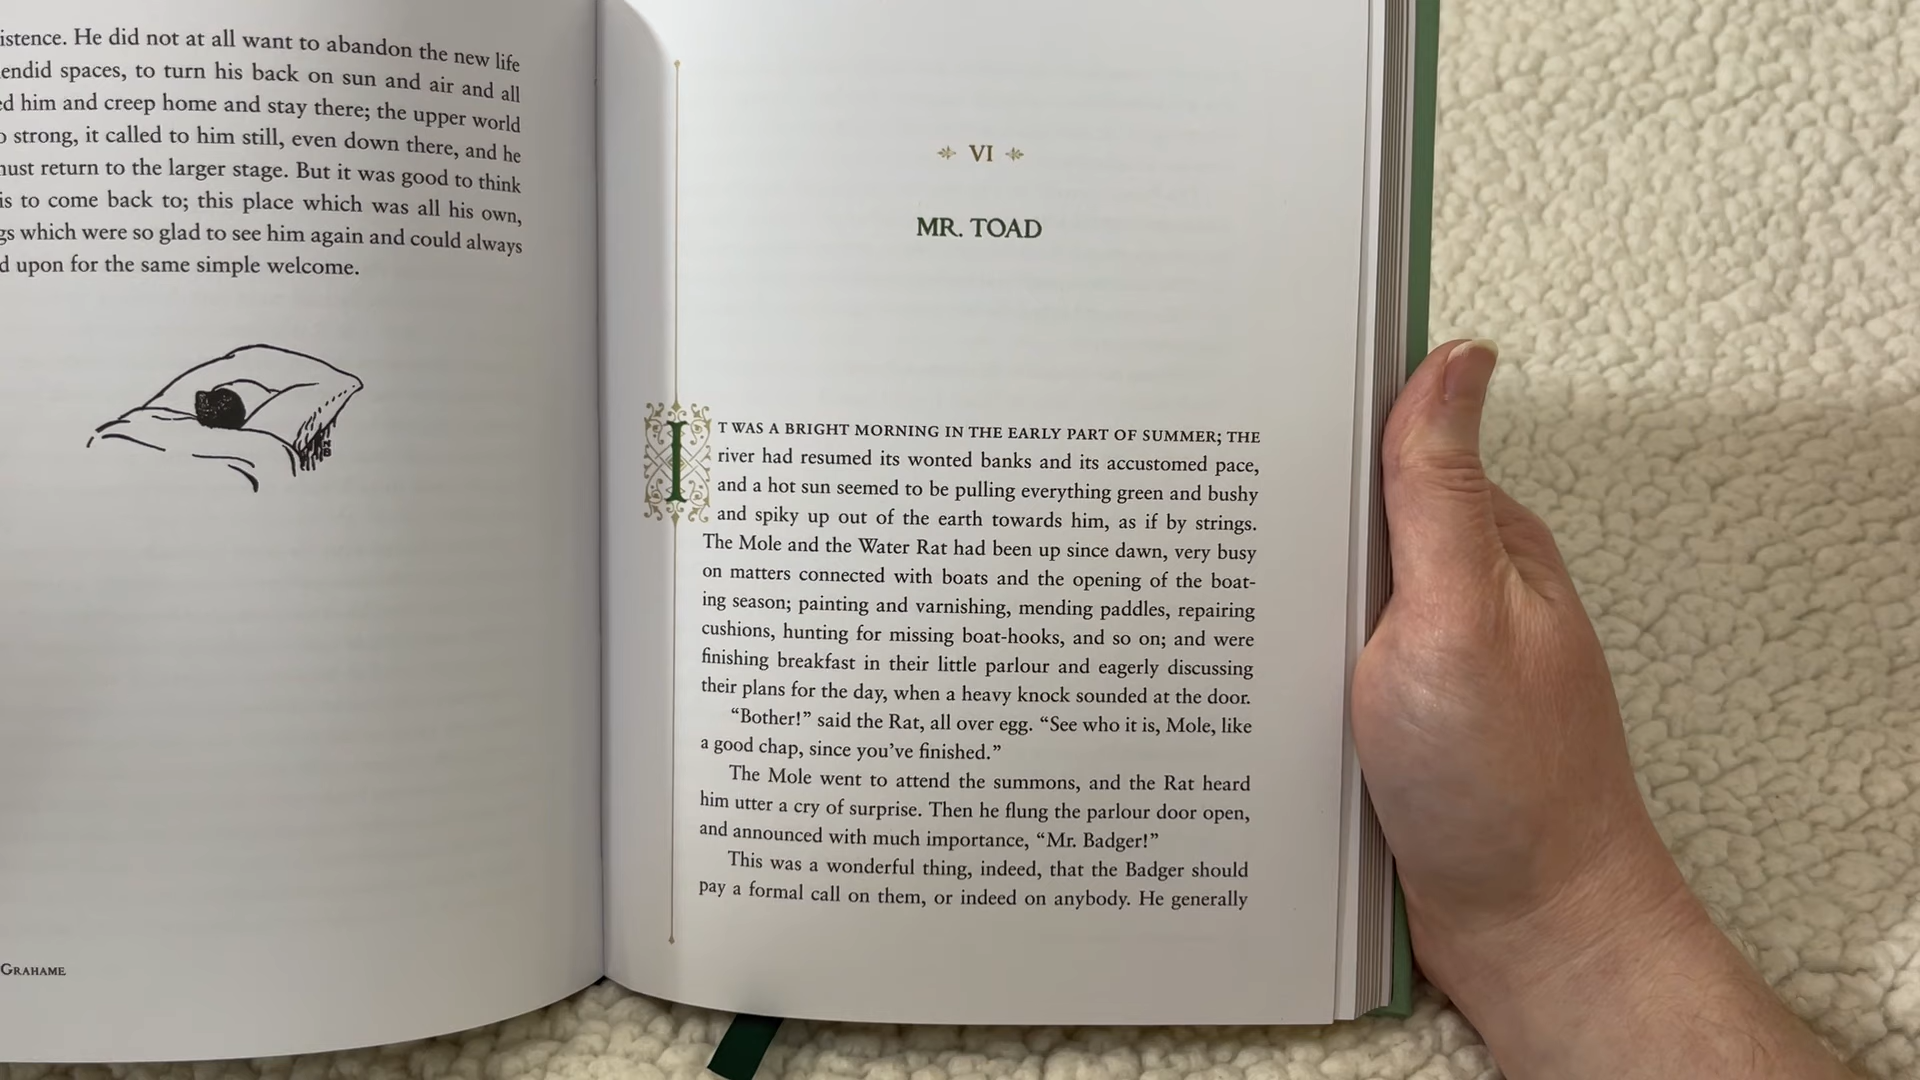 istence. He did not at all want to abandon the new life
endid spaces, to turn his back on sun and air and all
ed him and creep home and stay there; the upper world
o strong, it called to him still, even down there, and he
must return to the larger stage. But it was good to think
is to come back to; this place which was all his own,
gs which were so glad to see him again and could always
d upon for the same simple welcome.
GRAHAME
VI
MR. TOAD
IT WAS A BRIGHT MORNING IN THE EARLY PART OF SUMMER; THE
river had resumed its wonted banks and its accustomed pace,
and a hot sun seemed to be pulling everything green and bushy
and spiky up out of the earth towards him, as if by strings.
The Mole and the Water Rat had been up since dawn, very busy
on matters connected with boats and the opening of the boat-
ing season; painting and varnishing, mending paddles, repairing
cushions, hunting for missing boat-hooks, and so on; and were
finishing breakfast in their little parlour and eagerly discussing
their plans for the day, when a heavy knock sounded at the door.
“Bother!” said the Rat, all over egg. “See who it is, Mole, like
a good chap, since you’ve finished.”
The Mole went to attend the summons, and the Rat heard
him utter a cry of surprise. Then he flung the parlour door open,
and announced with much importance, “Mr. Badger!”
This was a wonderful thing, indeed, that the Badger should
pay a formal call on them, or indeed on anybody. He generally